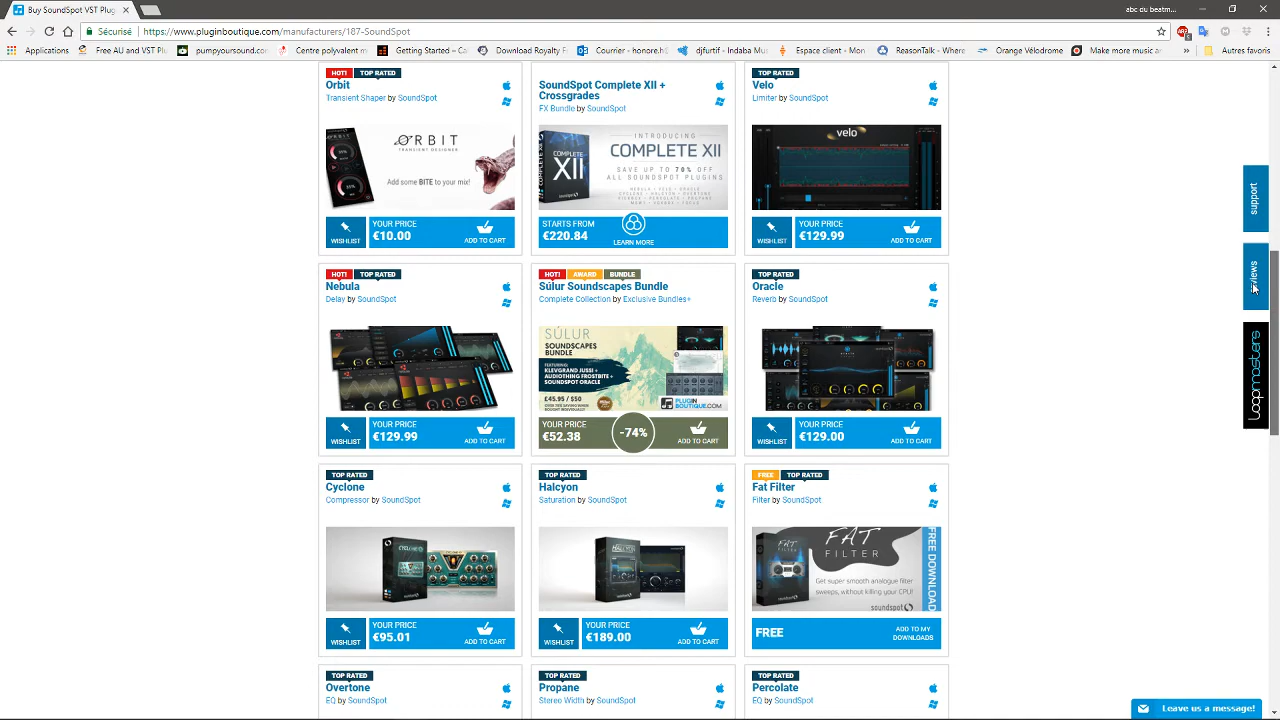 Buy SoundSpot VST Plug
abc du beatm...
Sécurisé
https://www.pluginboutique.com/manufacturers/187-SoundSpot
Applications
Free AU and VST Pl
pumpyoursound.com
Centre polyvalent m
Getting Started —
Download Royalty F
Courrier - horace.h
djfurtif - Indaba Mu
Espace client - Mon
ReasonTalk - Where
Orange Vélodrome
Make more music a
»
Autres favoris
HOT! TOP RATED
Orbit
Transient Shaper by SoundSpot
ORBIT
TRANSIENT DESIGNER
Add some BITE to your mix!
WISHLIST
YOUR PRICE
€10.00
ADD TO CART
SoundSpot Complete XII +
Crossgrades
FX Bundle by SoundSpot
COMPLETE
XII
INTRODUCING
COMPLETE XII
SAVE UP TO 70% OFF
ALL SOUNDSPOT PLUGINS
STARTS FROM
€220.84
LEARN MORE
TOP RATED
Velo
Limiter by SoundSpot
velo
WISHLIST
YOUR PRICE
€129.99
ADD TO CART
HOT! TOP RATED
Nebula
Delay by SoundSpot
WISHLIST
YOUR PRICE
€129.99
ADD TO CART
HOT! AWARD BUNDLE
Súlur Soundscapes Bundle
Complete Collection by Exclusive Bundles+
SÚLUR
SOUNDSCAPES
BUNDLE
FEATURING:
KLEVGRAND JUSSI +
AUDIOTHING FROSTBITE +
SOUNDSPOT ORACLE
£45.95 / $50
PLUGIN
BOUTIQUE.COM
YOUR PRICE
€52.38
-74%
ADD TO CART
TOP RATED
Oracle
Reverb by SoundSpot
WISHLIST
YOUR PRICE
€129.00
ADD TO CART
TOP RATED
Cyclone
Compressor by SoundSpot
WISHLIST
YOUR PRICE
€95.01
ADD TO CART
TOP RATED
Halcyon
Saturation by SoundSpot
WISHLIST
YOUR PRICE
€189.00
ADD TO CART
FREE TOP RATED
Fat Filter
Filter by SoundSpot
FAT
FILTER
Get super smooth analogue filter
sweeps, without killing your CPU!
soundspot
FREE DOWNLOAD
FREE
ADD TO MY
DOWNLOADS
TOP RATED
Overtone
EQ by SoundSpot
TOP RATED
Propane
Stereo Width by SoundSpot
TOP RATED
Percolate
EQ by SoundSpot
support
reviews
Loopmasters
Leave us a message!